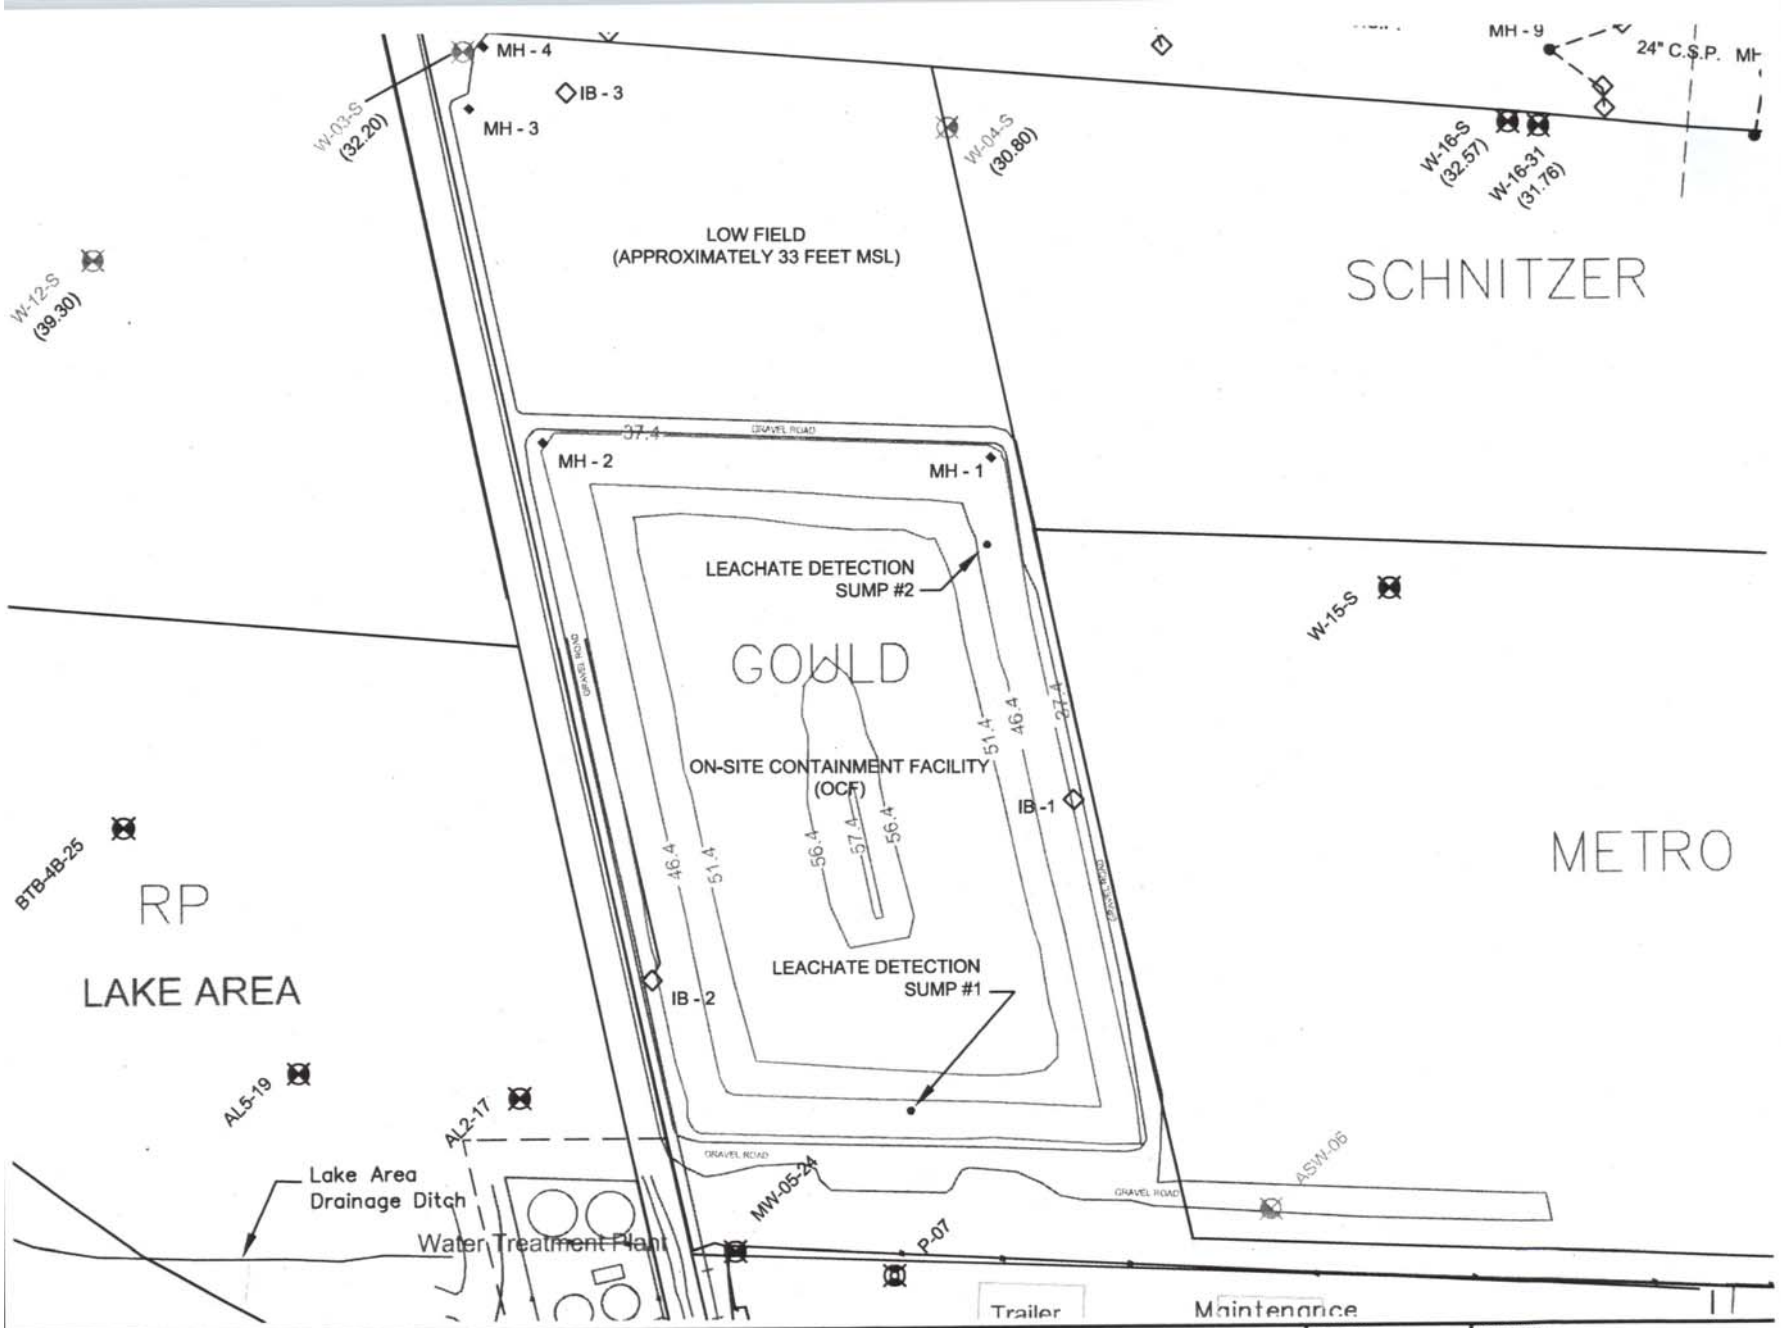 MH - 9
24" C.S.P.
MH - 4
IB - 3
MH - 3
W-03-S
(32.20)
W-04-S
(30.80)
W-16-S
(32.57)
W-16-31
(31.76)
LOW FIELD
(APPROXIMATELY 33 FEET MSL)
SCHNITZER
W-12-S
(39.30)
37.4
GRAVEL ROAD
MH - 2
MH - 1
LEACHATE DETECTION
SUMP #2
W-15-S
GRAVEL ROAD
GOULD
51.4
46.4
37.4
ON-SITE CONTAINMENT FACILITY
(OCF)
IB -1
56.4
57.4
56.4
46.4
51.4
METRO
BTB-4B-25
RP
GRAVEL ROAD
LAKE AREA
LEACHATE DETECTION
SUMP #1
IB - 2
AL5-19
AL2-17
GRAVEL ROAD
MW-05-24
ASW-06
GRAVEL ROAD
Lake Area
Drainage Ditch
Water Treatment Plant
P-07
Trailer
Maintenance